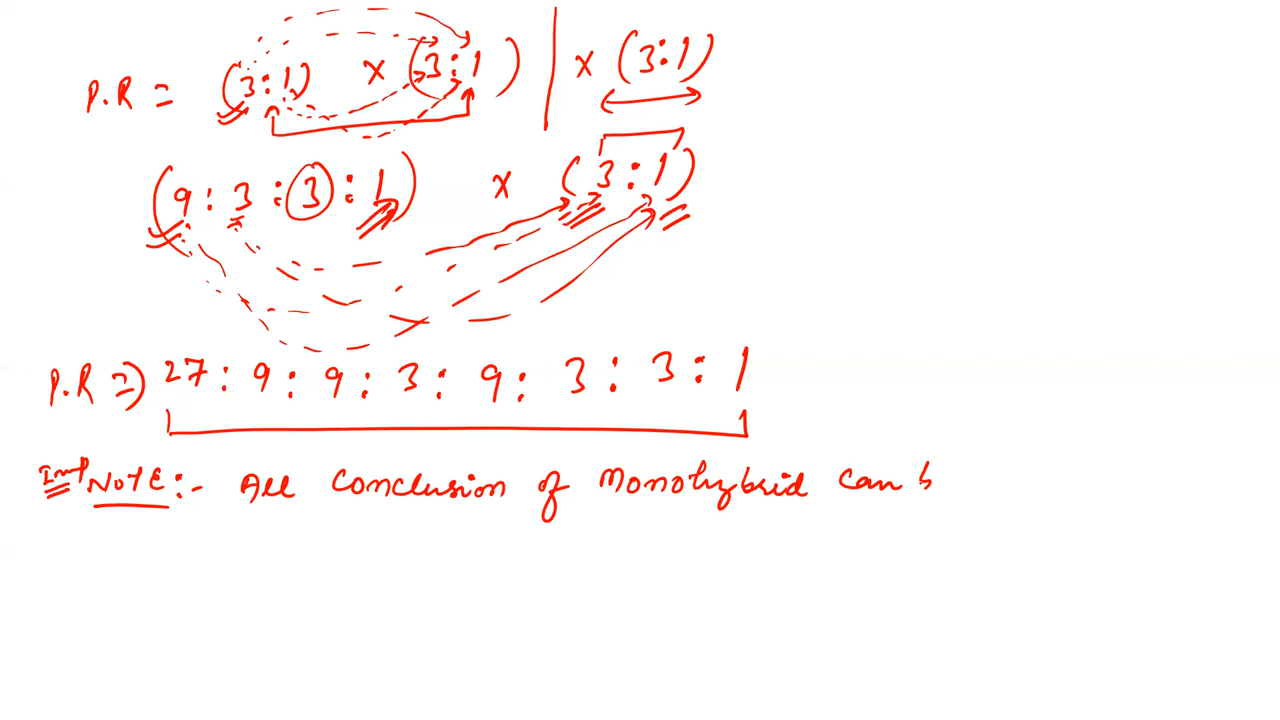 P.R = (3:1) x (3:1) | x (3:1)
(9:3:3:1) x (3:1)
P.R => 27:9:9:3:9:3:3:1
Imp NOTE:- All Conclusion of Monohybrid Can b